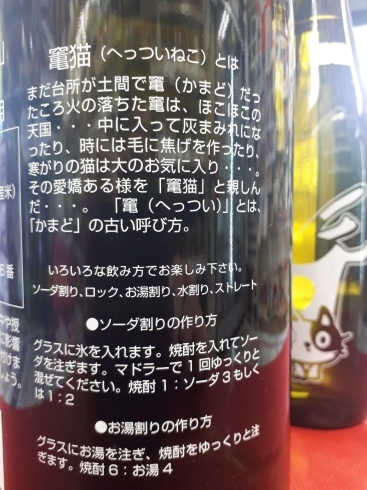 竃猫（へっついねこ）とは
まだ台所が土間で竃（かまど）だっ
たころ火の落ちた竃は、ほこほこの
天国・・・中に入って灰まみれにな
ったり、時には毛に焦げを作ったり、
寒がりの猫は大のお気に入り・・・。
その愛嬌ある様を「竃猫」と親しん
だ・・・。 「竃（へっつい）」とは、
「かまど」の古い呼び方。
いろいろな飲み方でお楽しみ下さい。
ソーダ割り、ロック、お湯割り、水割り、ストレート
●ソーダ割りの作り方
グラスに氷を入れます。焼酎を入れてソー
ダを注ぎます。マドラーで１回ゆっくりと
混ぜてください。焼酎１：ソーダ３もしく
は１：２
●お湯割りの作り方
グラスにお湯を注ぎ、焼酎をゆっくりと注
ぎます。焼酎６：お湯４